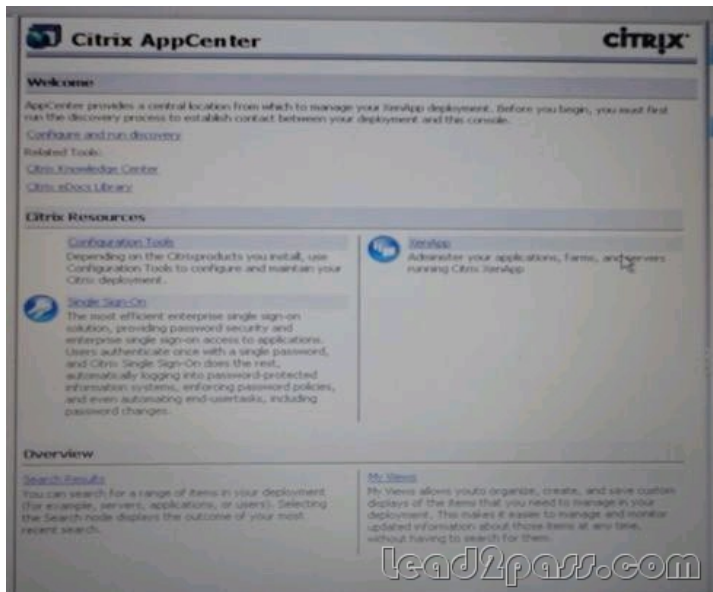 Citrix AppCenter
CİTRIX
Welcome
AppCenter provides a central location from which to manage your XenApp deployment. Before you begin, you must first
run the discovery process to establish contact between your deployment and this console.
Configure and run discovery
Related Tools:
Citrix Knowledge Center
Citrix eDocs Library
Citrix Resources
Configuration Tools
Depending on the Citrixproducts you install, use
Configuration Tools to configure and maintain your
Citrix deployment.
Single Sign-On
The most efficient enterprise single sign-on
solution, providing password security and
enterprise single sign-on access to applications.
Users authenticate once with a single password,
and Citrix Single Sign-On does the rest,
automatically logging into password-protected
information systems, enforcing password policies,
and even automating end-usertasks, including
password changes.
XenApp
Administer your applications, farms, and servers
running Citrix XenApp
Overview
Search Results
You can search for a range of items in your deployment
(for example, servers, applications, or users). Selecting
the Search node displays the outcome of your most
recent search.
My Views
My Views allows youto organize, create, and save custom
displays of the items that you need to manage in your
deployment. This makes it easier to manage and monitor
updated information about those items at any time,
without having to search for them.
Lead2pass.com